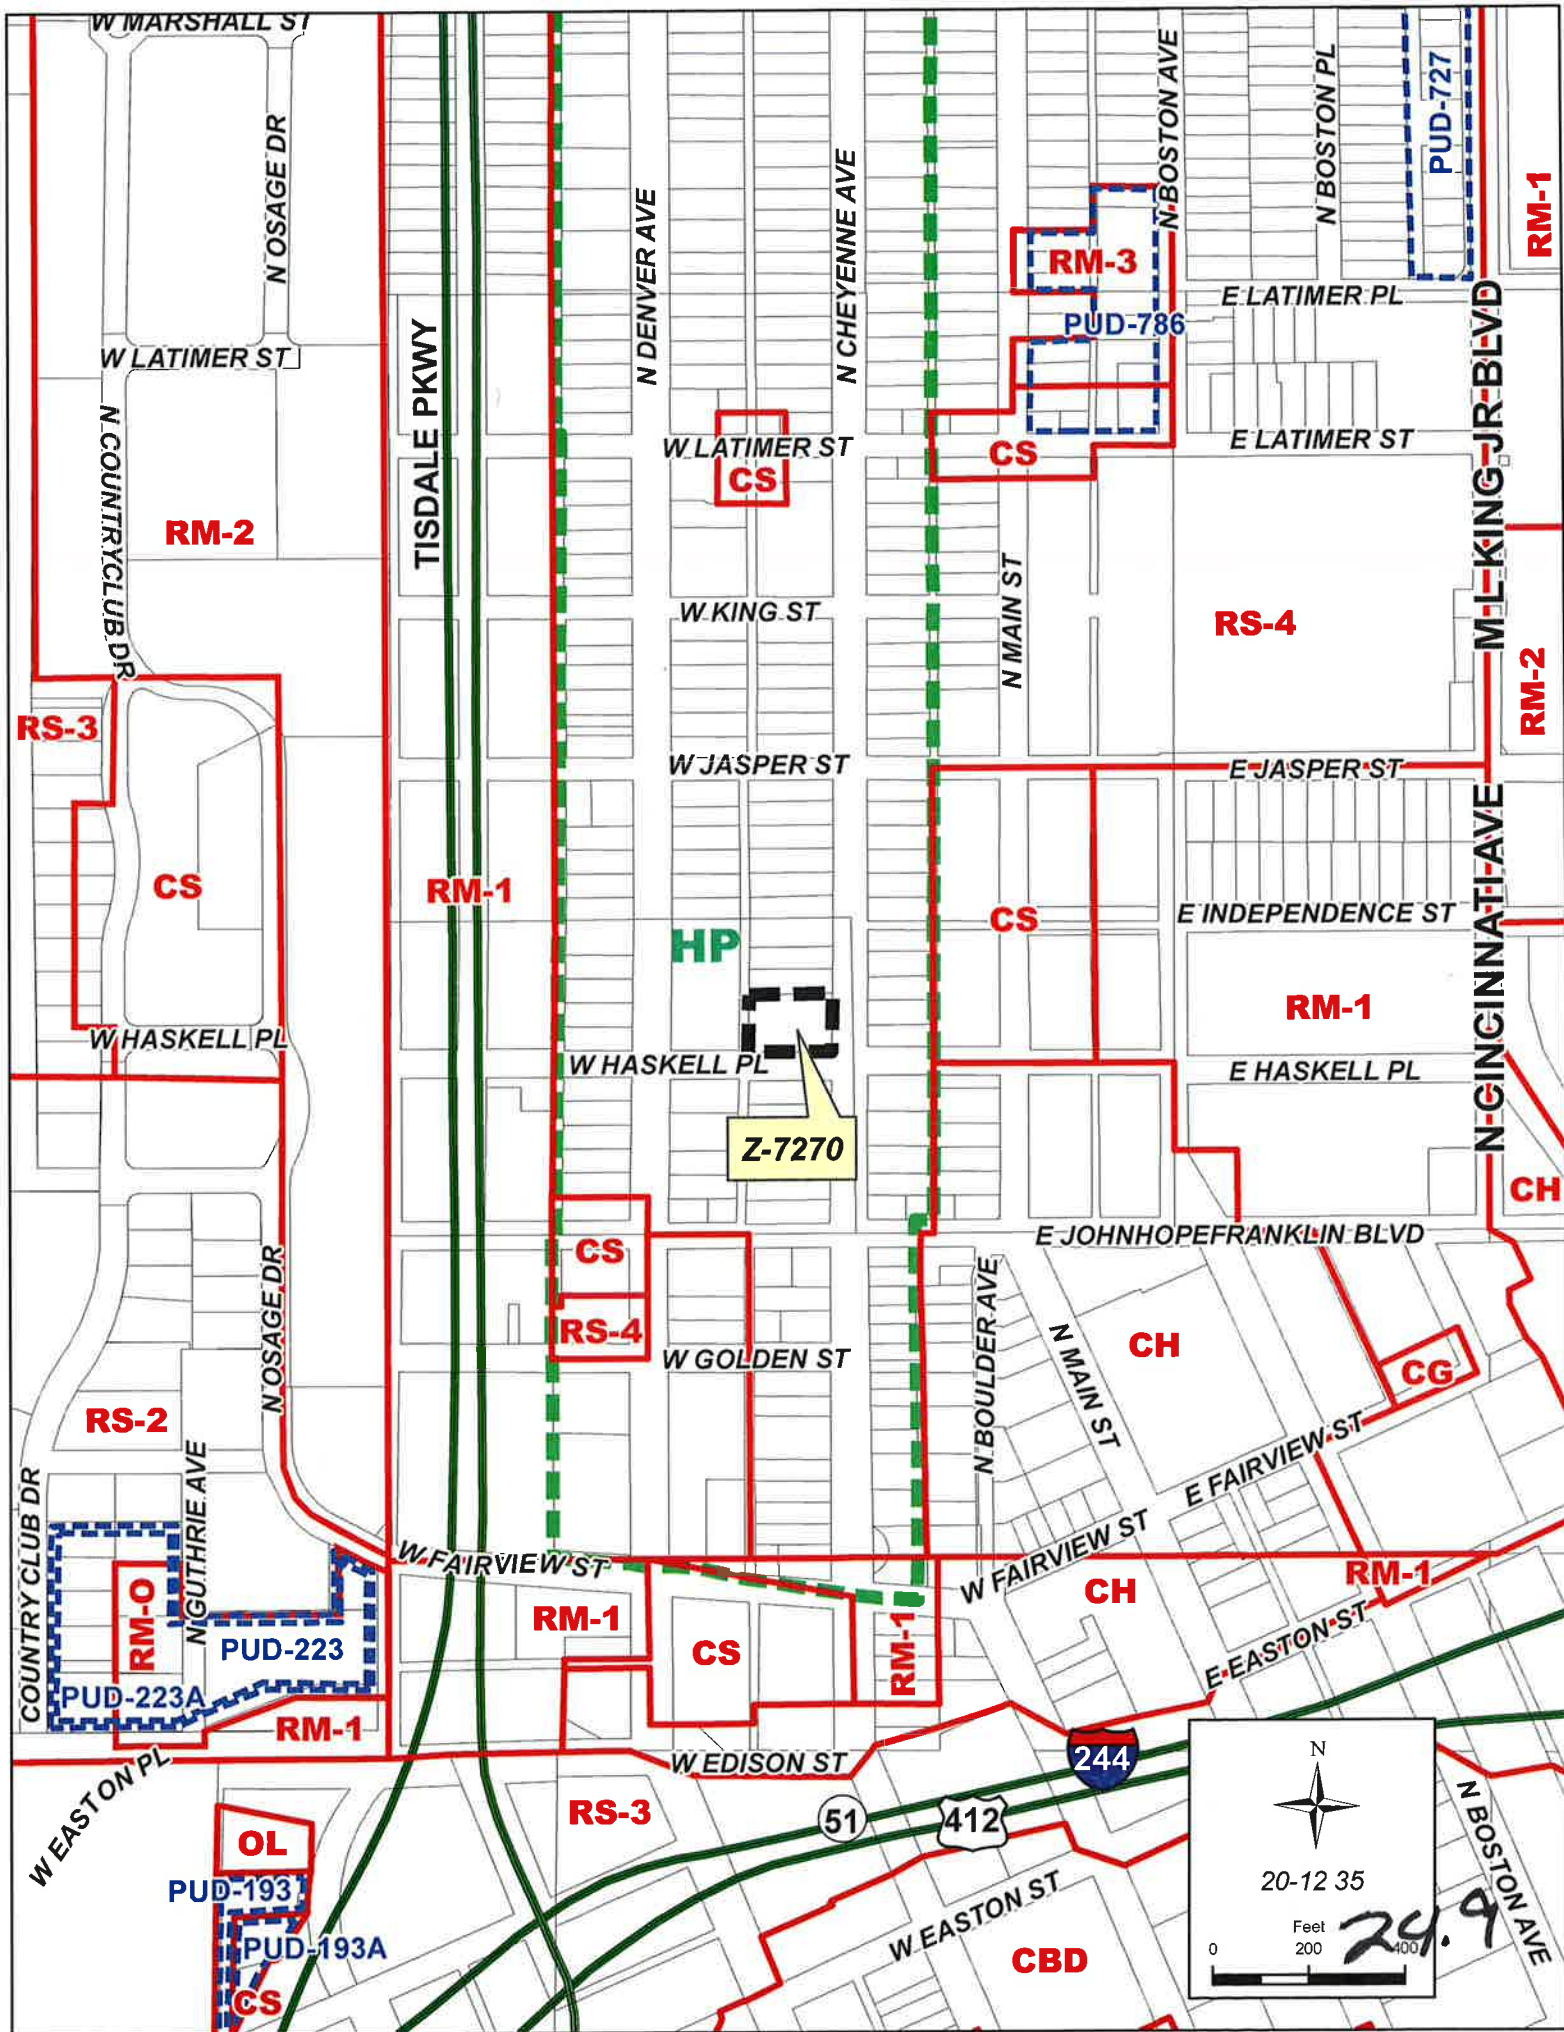 W MARSHALL ST
N OSAGE DR
N BOSTON AVE
N BOSTON PL
PUD-727
RM-1
N DENVER AVE
N CHEYENNE AVE
RM-3
E LATIMER PL
PUD-786
W LATIMER ST
TISDALE PKWY
M L KING JR BLVD
W LATIMER ST
CS
CS
E LATIMER ST
N COUNTRYCLUB DR
RM-2
W KING ST
N MAIN ST
RS-4
RM-2
RS-3
W JASPER ST
E JASPER ST
CS
RM-1
CS
E INDEPENDENCE ST
N CINCINNATI AVE
HP
RM-1
W HASKELL PL
W HASKELL PL
E HASKELL PL
Z-7270
CH
CS
E JOHNHOPEFRANKLIN BLVD
N OSAGE DR
RS-4
W GOLDEN ST
N BOULDER AVE
N MAIN ST
CH
CG
RS-2
N GUTHRIE AVE
COUNTRY CLUB DR
E FAIRVIEW ST
W FAIRVIEW ST
W FAIRVIEW ST
RM-1
CH
RM-O
RM-1
CS
RM-1
PUD-223
PUD-223A
RM-1
E EASTON ST
W EASTON PL
W EDISON ST
244
RS-3
51
412
OL
PUD-193
PUD-193A
CS
W EASTON ST
CBD
N BOSTON AVE
N
20-12 35
24.9
Feet
0 200 400